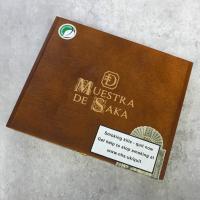 MUESTRA
DE SAKA
Smoking kills - quit now
Get help to stop smoking at
www.nhs.uk/quit